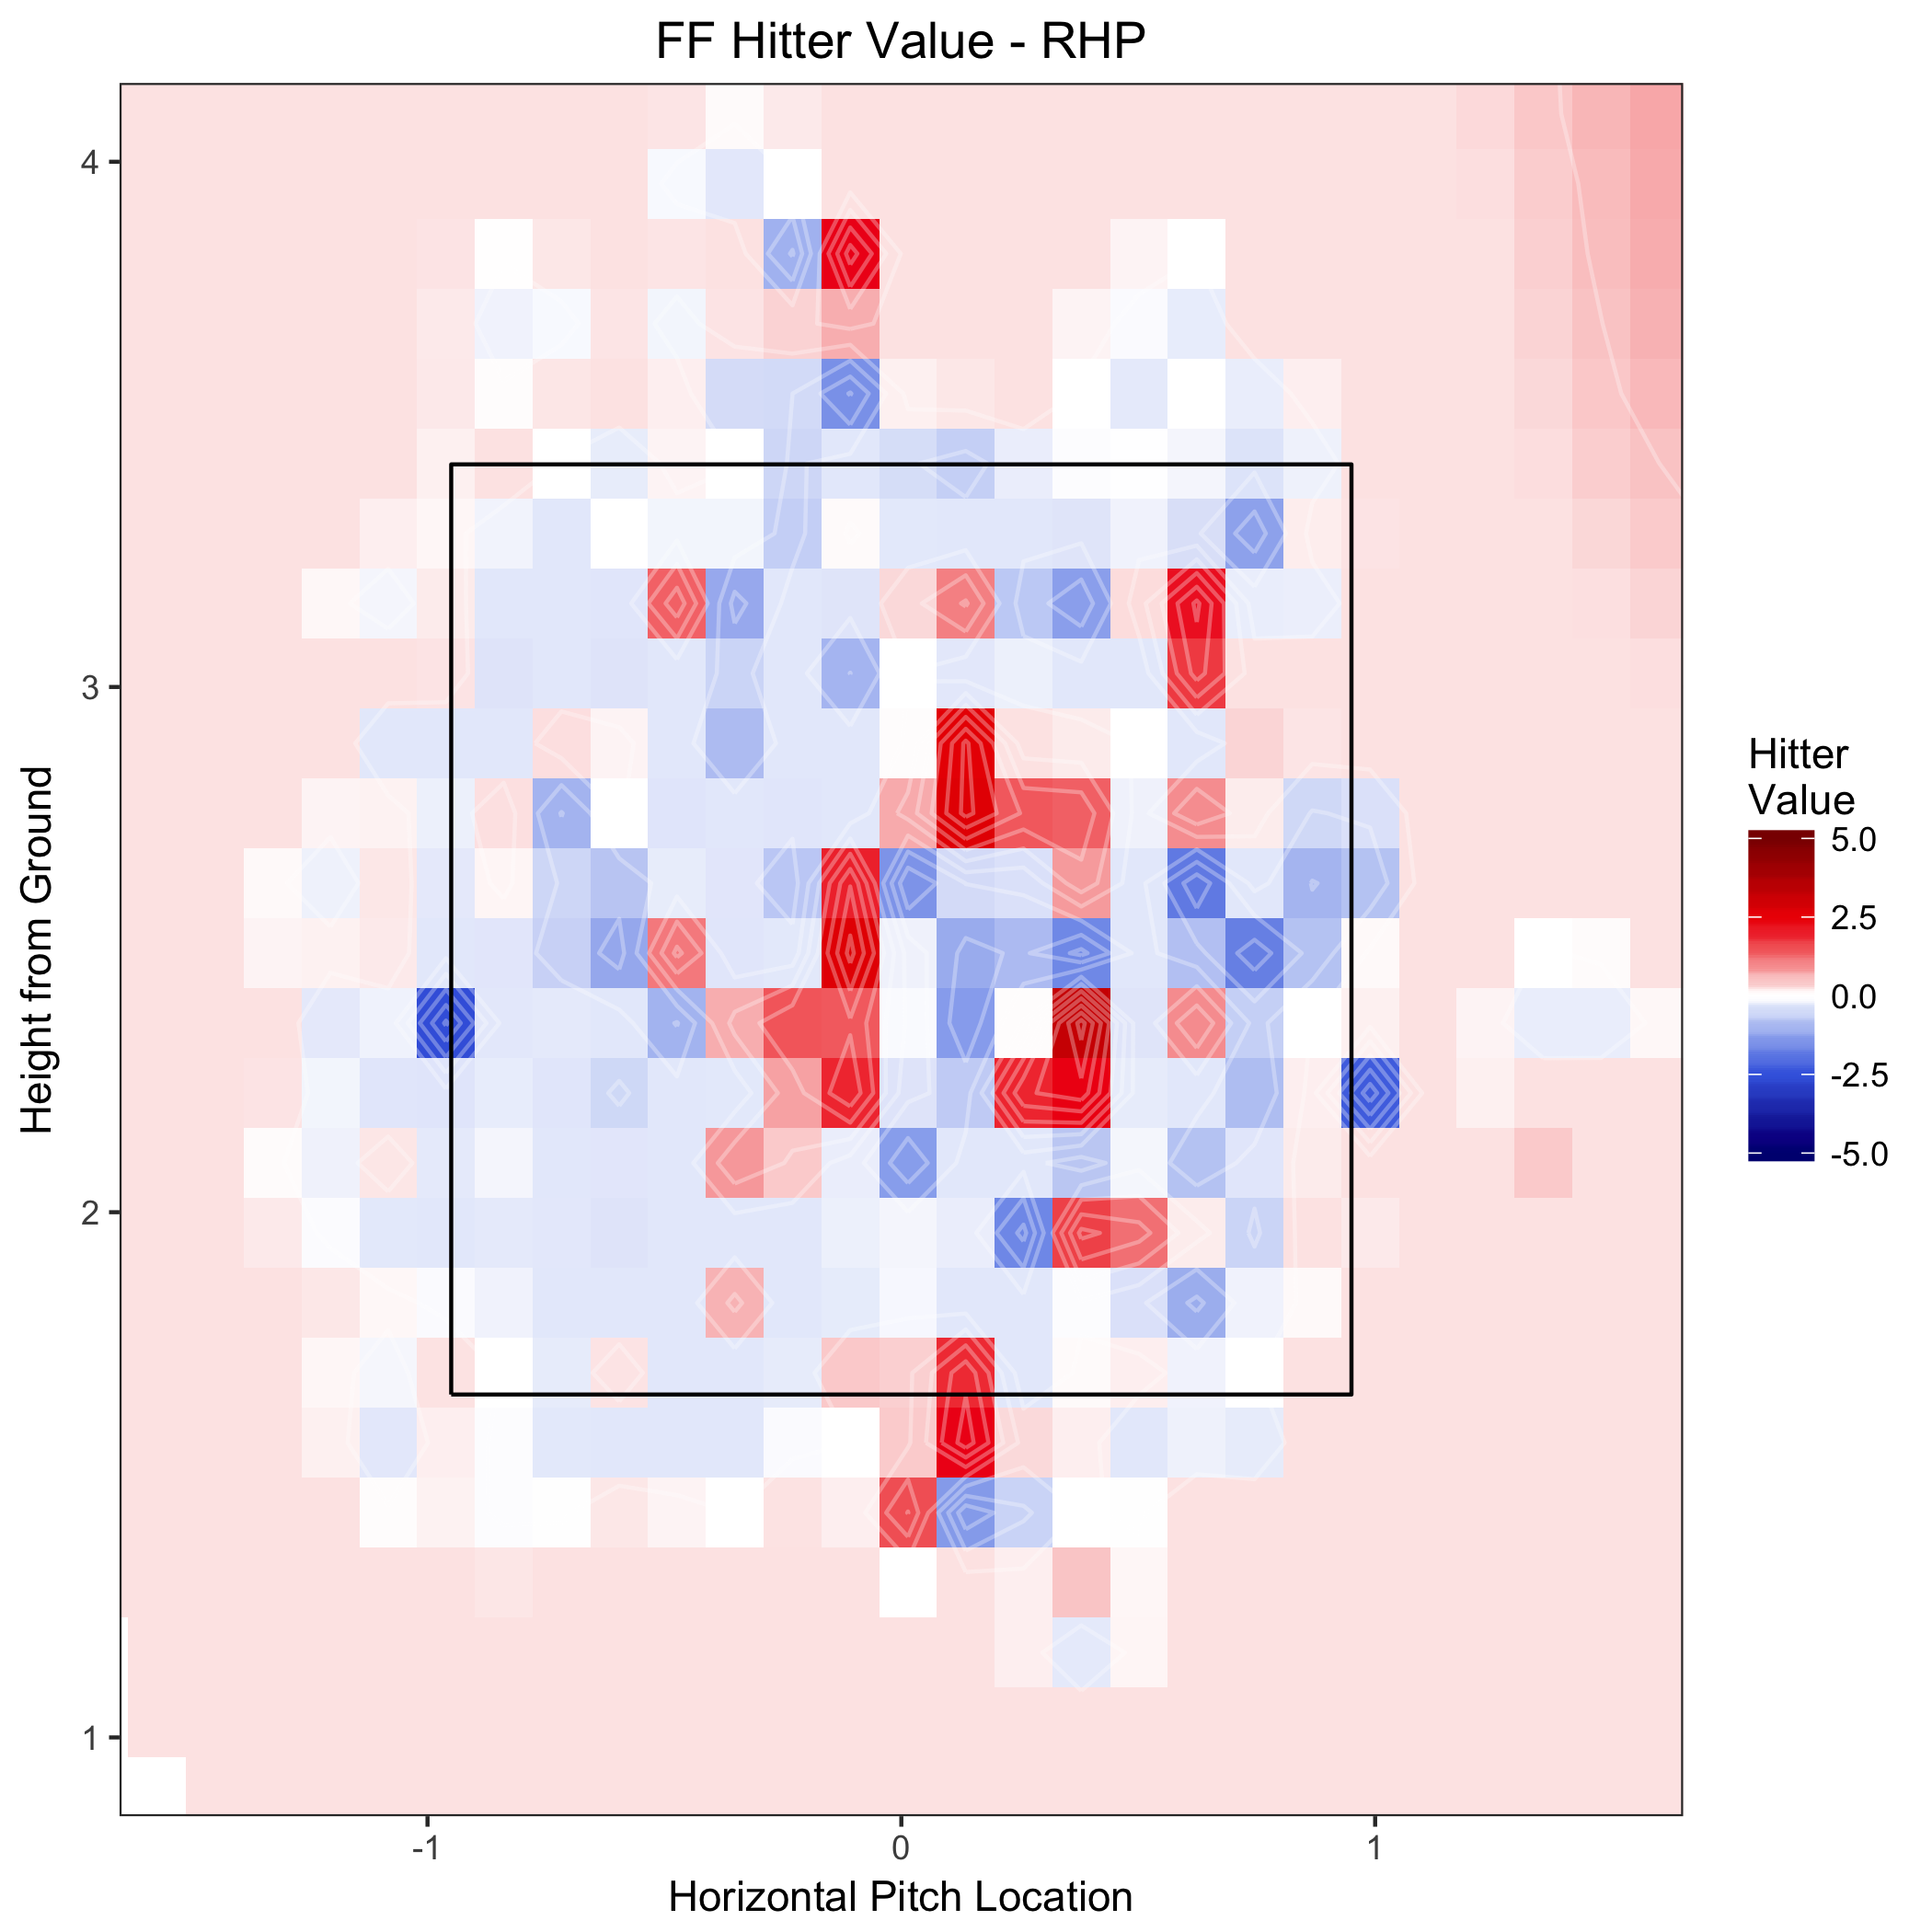 FF Hitter Value - RHP
4
3
2
1
Height from Ground
-1 0 1
Horizontal Pitch Location
Hitter
Value
5.0
2.5
0.0
-2.5
-5.0